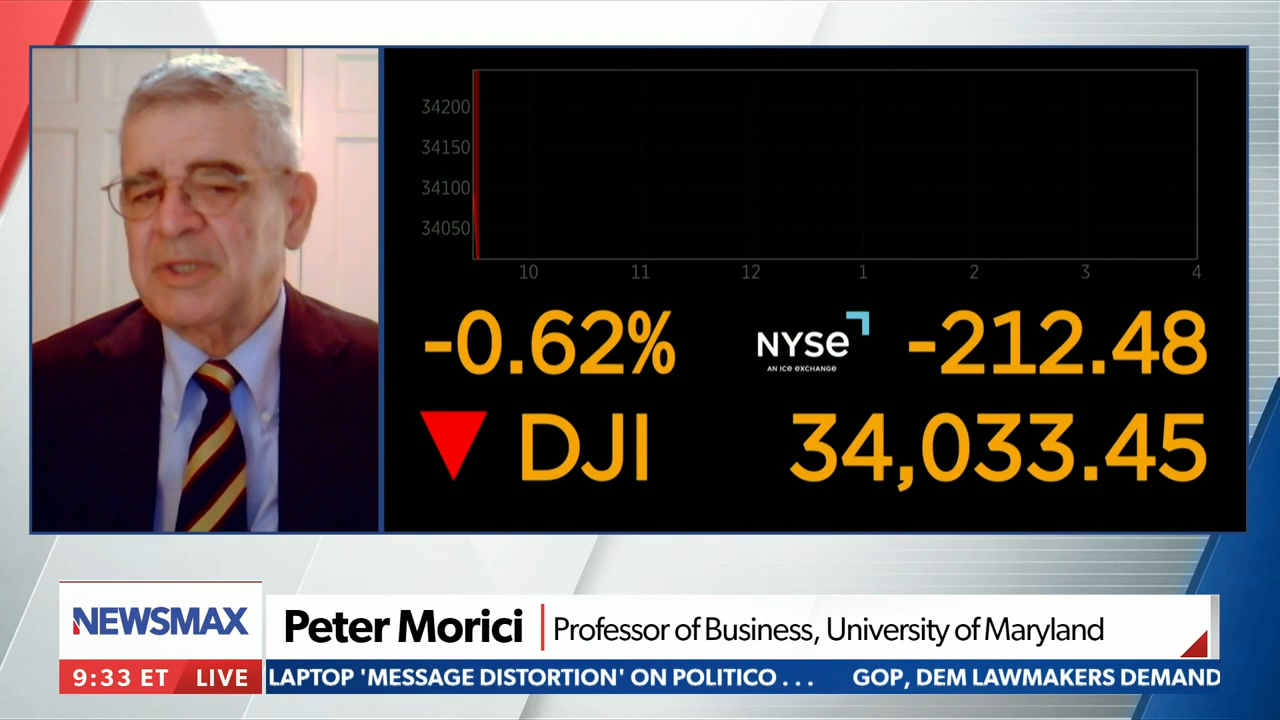 34200
34150
34100
34050
10 11 12 1 2 3 4
-0.62% NYSE -212.48
AN ICE EXCHANGE
DJI 34,033.45
NEWSMAX
Peter Morici
Professor of Business, University of Maryland
9:33 ET LIVE
LAPTOP 'MESSAGE DISTORTION' ON POLITICO . . . GOP, DEM LAWMAKERS DEMAND